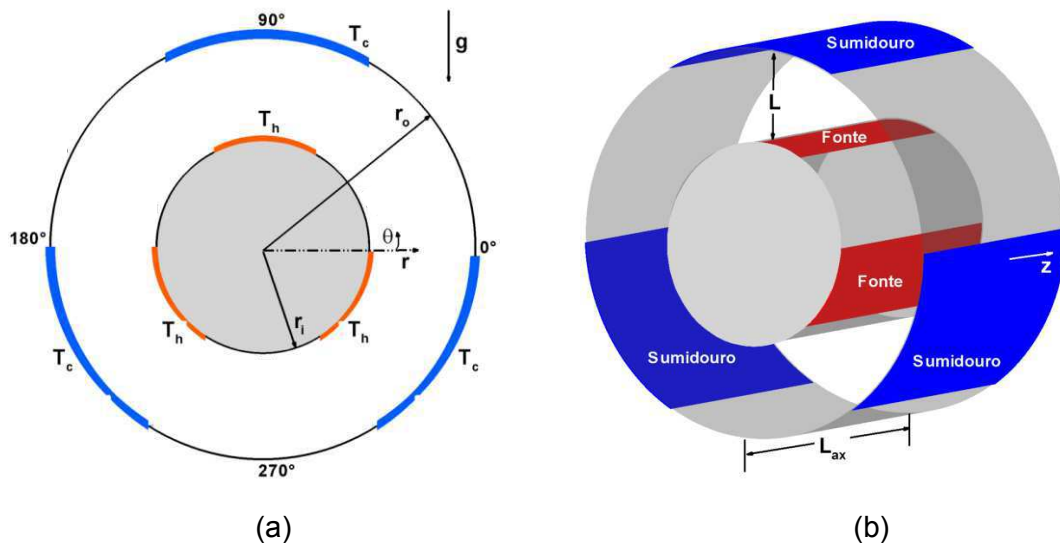 90°
T_c
g
r_o
T_h
180°
θ
0°
r
r_i
T_h
T_h
T_c
T_c
270°
(a)
Sumidouro
L
Fonte
z
Fonte
Sumidouro
Sumidouro
L_ax
(b)